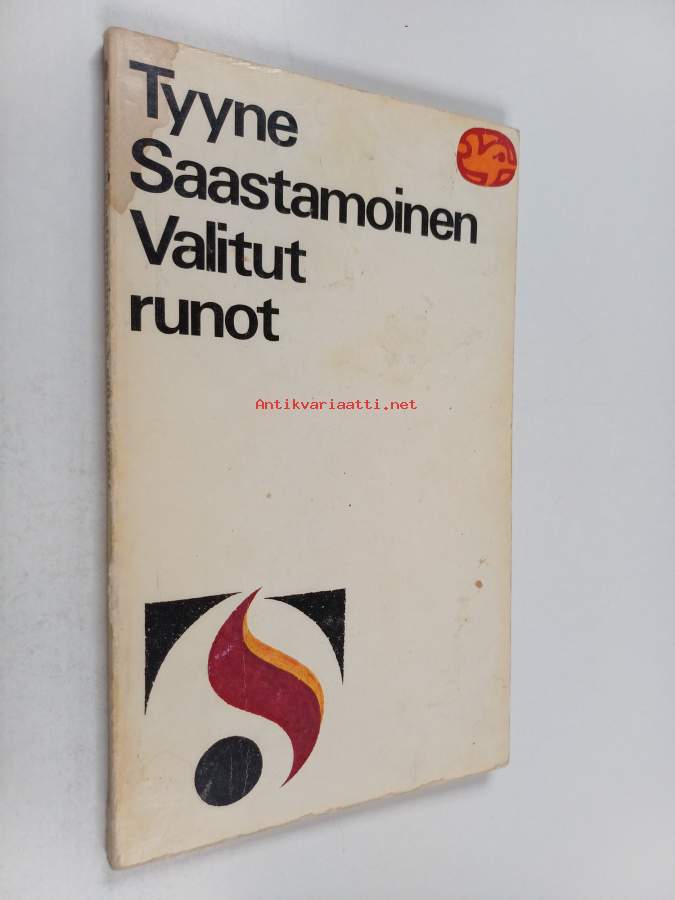 Tyyne
Saastamoinen
Valitut
runot
Antikvariaatti.net